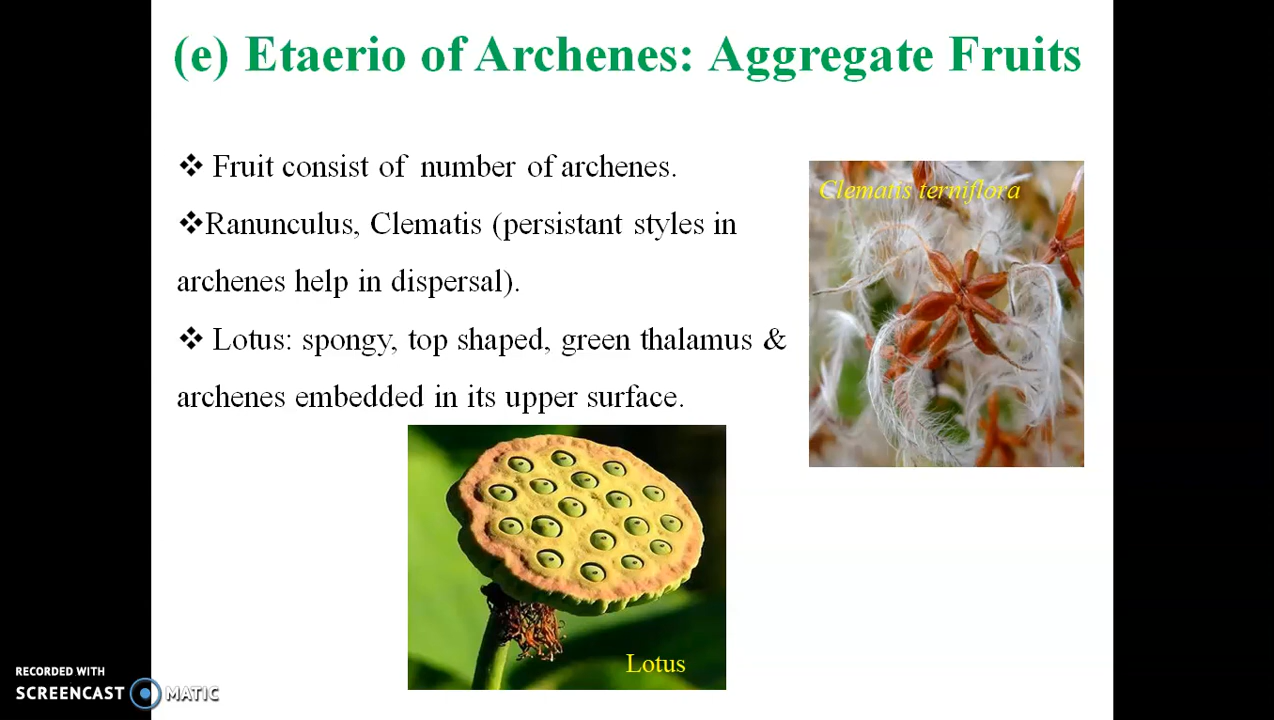 (e) Etaerio of Archenes: Aggregate Fruits
❖ Fruit consist of number of archenes.
❖Ranunculus, Clematis (persistant styles in
archenes help in dispersal).
❖ Lotus: spongy, top shaped, green thalamus &
archenes embedded in its upper surface.
Clematis terniflora
Lotus
RECORDED WITH
SCREENCAST MATIC